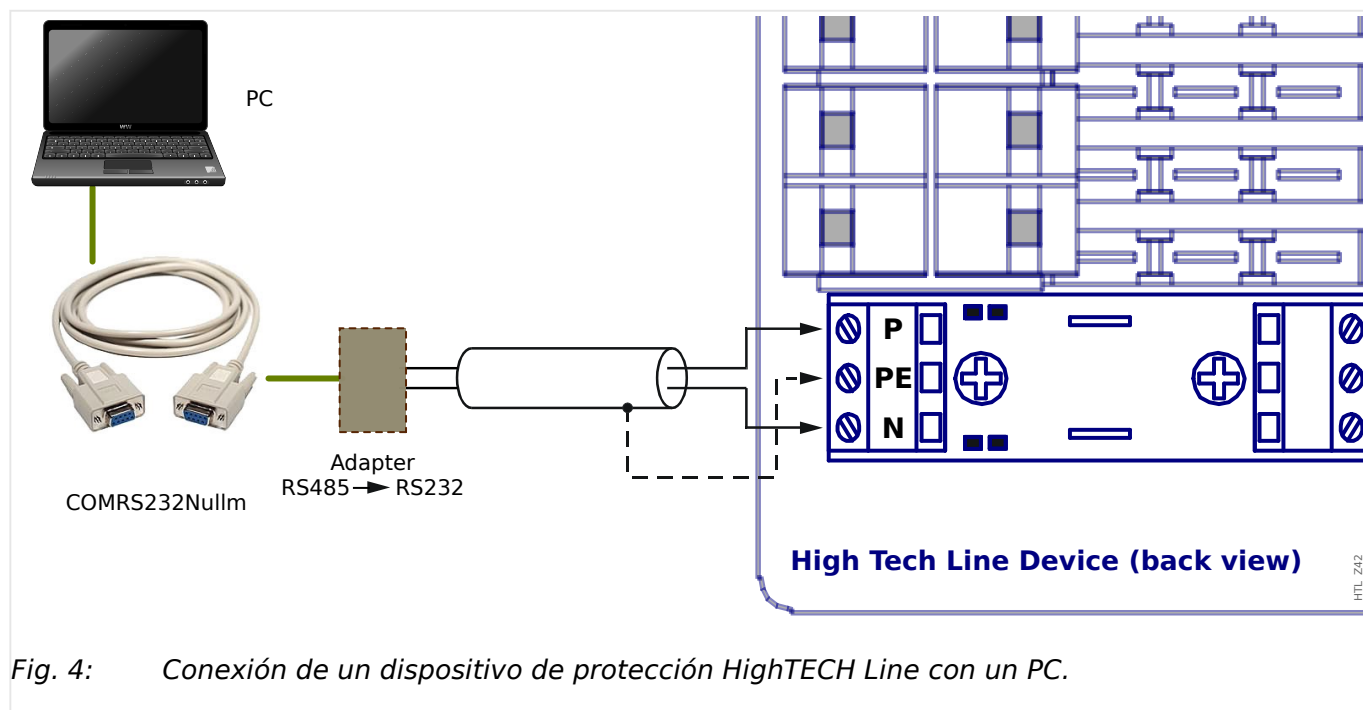 PC
P
PE
N
Adapter
RS485 → RS232
COMRS232Nullm
High Tech Line Device (back view)
HTL_Z42
Fig. 4: Conexión de un dispositivo de protección HighTECH Line con un PC.